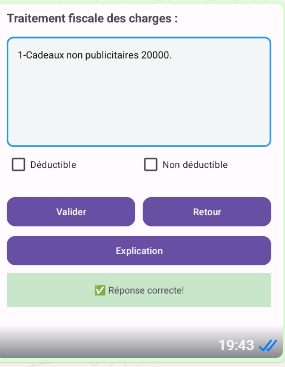 Traitement fiscale des charges :
1-Cadeaux non publicitaires 20000.
Déductible Non déductible
Valider Retour
Explication
✅ Réponse correcte!
19:43